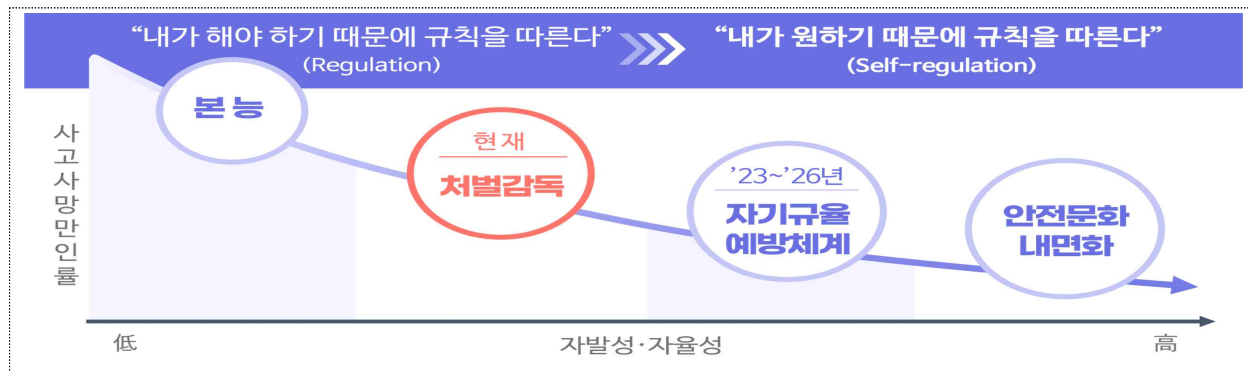 “내가 해야 하기 때문에 규칙을 따른다”
(Regulation)
“내가 원하기 때문에 규칙을 따른다”
(Self-regulation)
사고사망만인률
본능
현재
처벌감독
’23~’26년
자기규율
예방체계
안전문화
내면화
低
자발성·자율성
高